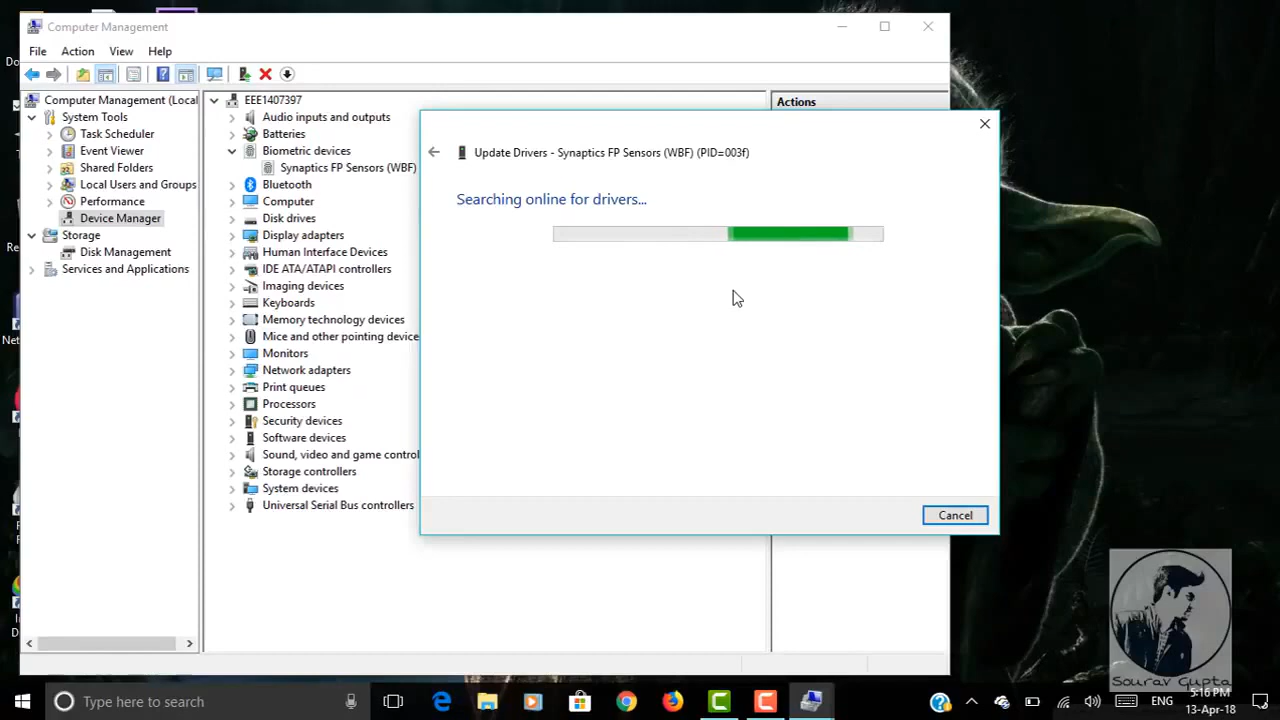 Computer Management
File Action View Help
Computer Management (Local
System Tools
Task Scheduler
Event Viewer
Shared Folders
Local Users and Groups
Performance
Device Manager
Storage
Disk Management
Services and Applications
EEE1407397
Audio inputs and outputs
Batteries
Biometric devices
Synaptics FP Sensors (WBF)
Bluetooth
Computer
Disk drives
Display adapters
Human Interface Devices
IDE ATA/ATAPI controllers
Imaging devices
Keyboards
Memory technology devices
Mice and other pointing device
Monitors
Network adapters
Print queues
Processors
Security devices
Software devices
Sound, video and game control
Storage controllers
System devices
Universal Serial Bus controllers
Actions
Update Drivers - Synaptics FP Sensors (WBF) (PID=003f)
Searching online for drivers...
Cancel
Sourav Gupta
Type here to search
ENG
5:16 PM
13-Apr-18